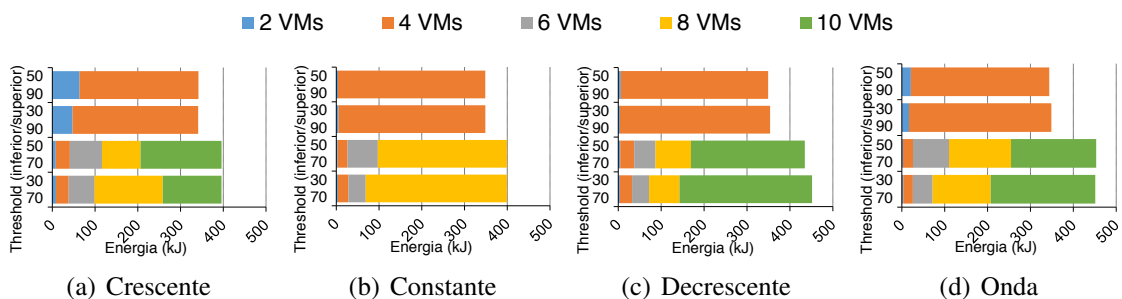 2 VMs 4 VMs 6 VMs 8 VMs 10 VMs
Threshold (inferior/superior)
50
90
30
90
50
70
30
70
0 100 200 300 400 500
Energia (kJ)
(a) Crescente
Threshold (inferior/superior)
50
90
30
90
50
70
30
70
0 100 200 300 400 500
Energia (kJ)
(b) Constante
Threshold (inferior/superior)
50
90
30
90
50
70
30
70
0 100 200 300 400 500
Energia (kJ)
(c) Decrescente
Threshold (inferior/superior)
50
90
30
90
50
70
30
70
0 100 200 300 400 500
Energia (kJ)
(d) Onda